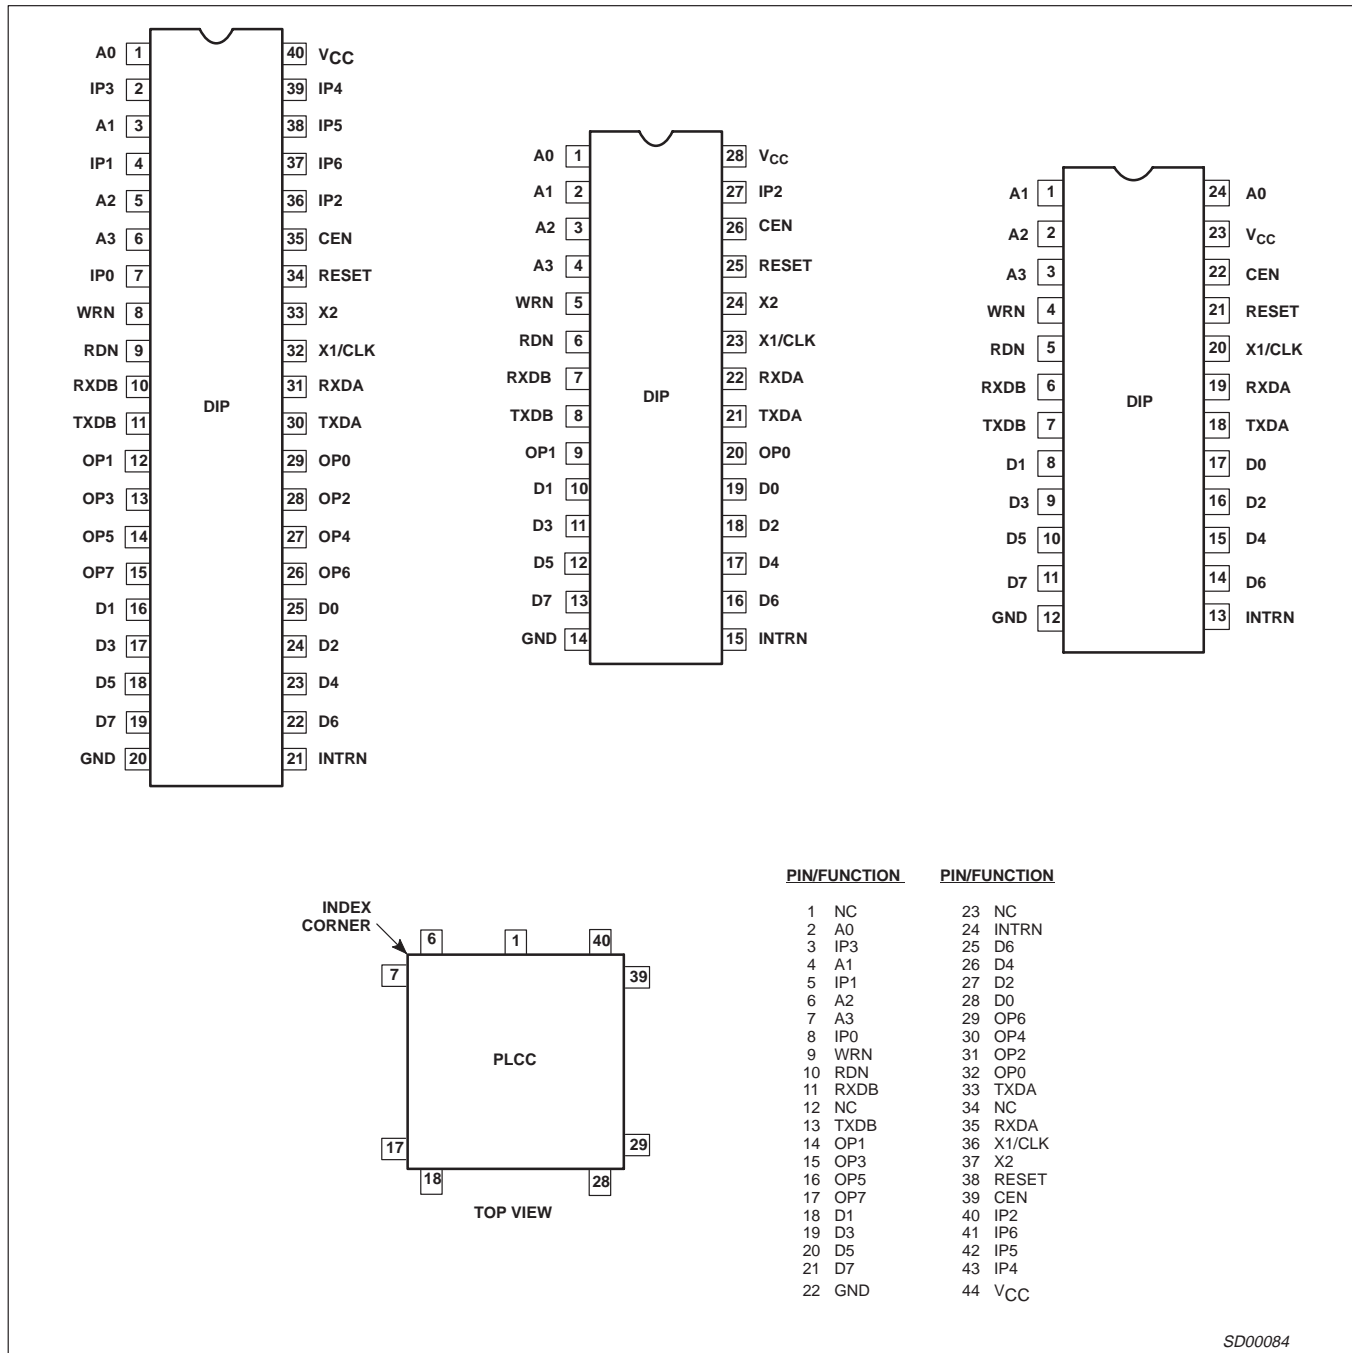 A0 1 40 VCC
IP3 2 39 IP4
A1 3 38 IP5
IP1 4 37 IP6
A2 5 36 IP2
A3 6 35 CEN
IP0 7 34 RESET
WRN 8 33 X2
RDN 9 32 X1/CLK
RXDB 10 31 RXDA
TXDB 11 30 TXDA
DIP
OP1 12 29 OP0
OP3 13 28 OP2
OP5 14 27 OP4
OP7 15 26 OP6
D1 16 25 D0
D3 17 24 D2
D5 18 23 D4
D7 19 22 D6
GND 20 21 INTRN
A0 1 28 VCC
A1 2 27 IP2
A2 3 26 CEN
A3 4 25 RESET
WRN 5 24 X2
RDN 6 23 X1/CLK
RXDB 7 22 RXDA
DIP
TXDB 8 21 TXDA
OP1 9 20 OP0
D1 10 19 D0
D3 11 18 D2
D5 12 17 D4
D7 13 16 D6
GND 14 15 INTRN
A1 1 24 A0
A2 2 23 VCC
A3 3 22 CEN
WRN 4 21 RESET
RDN 5 20 X1/CLK
RXDB 6 19 RXDA
DIP
TXDB 7 18 TXDA
D1 8 17 D0
D3 9 16 D2
D5 10 15 D4
D7 11 14 D6
GND 12 13 INTRN
INDEX
CORNER
6 1 40
7 39
PLCC
17 29
18 28
TOP VIEW
PIN/FUNCTION PIN/FUNCTION
1 NC 23 NC
2 A0 24 INTRN
3 IP3 25 D6
4 A1 26 D4
5 IP1 27 D2
6 A2 28 D0
7 A3 29 OP6
8 IP0 30 OP4
9 WRN 31 OP2
10 RDN 32 OP0
11 RXDB 33 TXDA
12 NC 34 NC
13 TXDB 35 RXDA
14 OP1 36 X1/CLK
15 OP3 37 X2
16 OP5 38 RESET
17 OP7 39 CEN
18 D1 40 IP2
19 D3 41 IP6
20 D5 42 IP5
21 D7 43 IP4
22 GND 44 VCC
SD00084